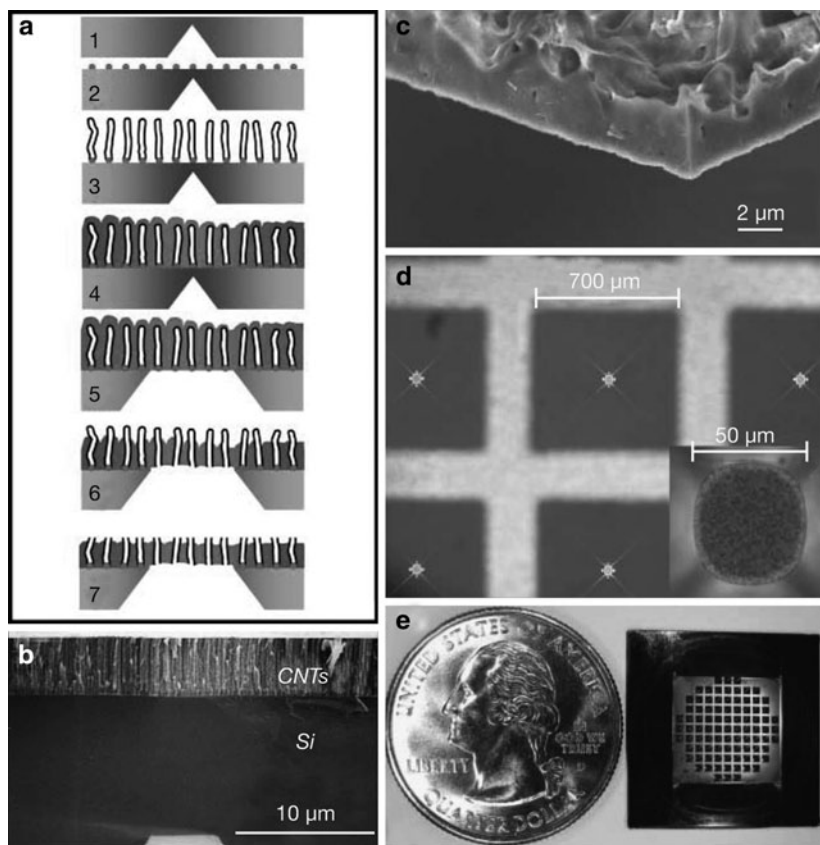 a
1
2
3
4
5
6
7
b
CNTs
Si
10 µm
c
2 µm
d
700 µm
50 µm
e
UNITED STATES OF AMERICA
LIBERTY
IN
GOD WE
TRUST
QUARTER DOLLAR